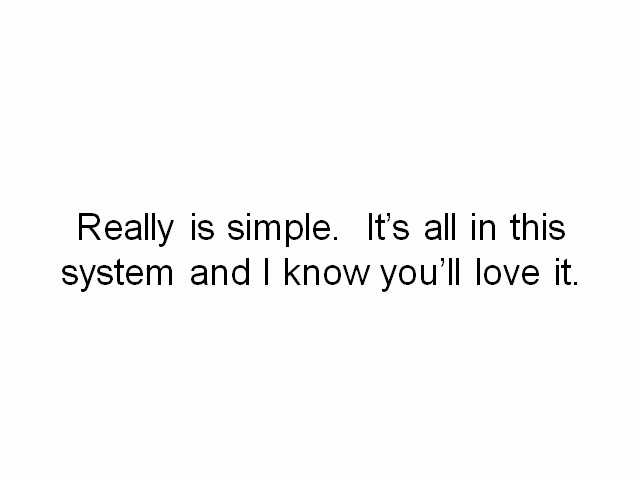 Really is simple.  It’s all in this
system and I know you’ll love it.